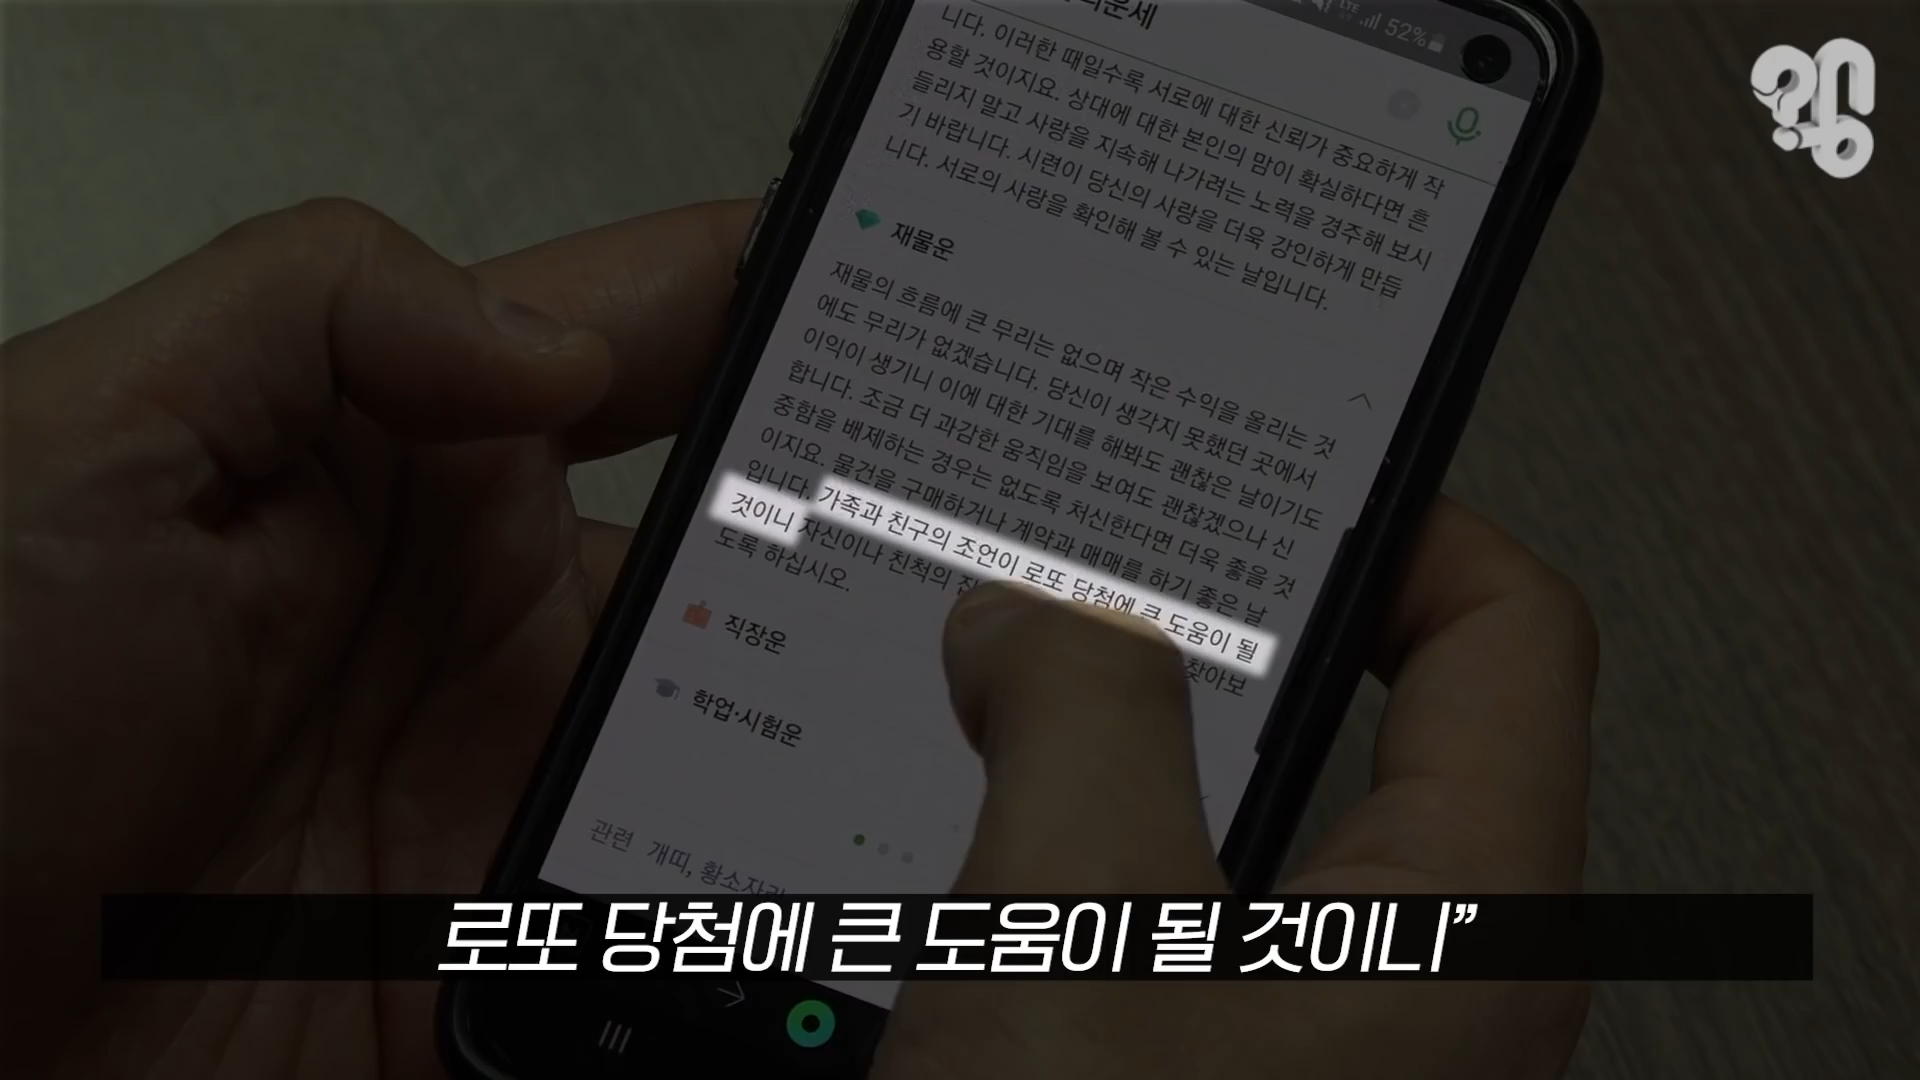 의운세
LTE
52%
니다. 이러한 때일수록 서로에 대한 신뢰가 중요하게 작
용할 것이지요. 상대에 대한 본인의 맘이 확실하다면 흔
들리지 말고 사랑을 지속해 나가려는 노력을 경주해 보시
기 바랍니다. 시련이 당신의 사랑을 더욱 강인하게 만듭
니다. 서로의 사랑을 확인해 볼 수 있는 날입니다.
재물운
재물의 흐름에 큰 무리는 없으며 작은 수익을 올리는 것
에도 무리가 없겠습니다. 당신이 생각지 못했던 곳에서
이익이 생기니 이에 대한 기대를 해봐도 괜찮은 날이기도
합니다. 조금 더 과감한 움직임을 보여도 괜찮겠으나 신
중함을 배제하는 경우는 없도록 처신한다면 더욱 좋을 것
이지요. 물건을 구매하거나 계약과 매매를 하기 좋은 날
입니다. 가족과 친구의 조언이 로또 당첨에 큰 도움이 될
것이니 자신이나 친척의 찾아보
도록 하십시오.
직장운
학업·시험운
관련 개띠, 황소자리
로또 당첨에 큰 도움이 될 것이니”
왱